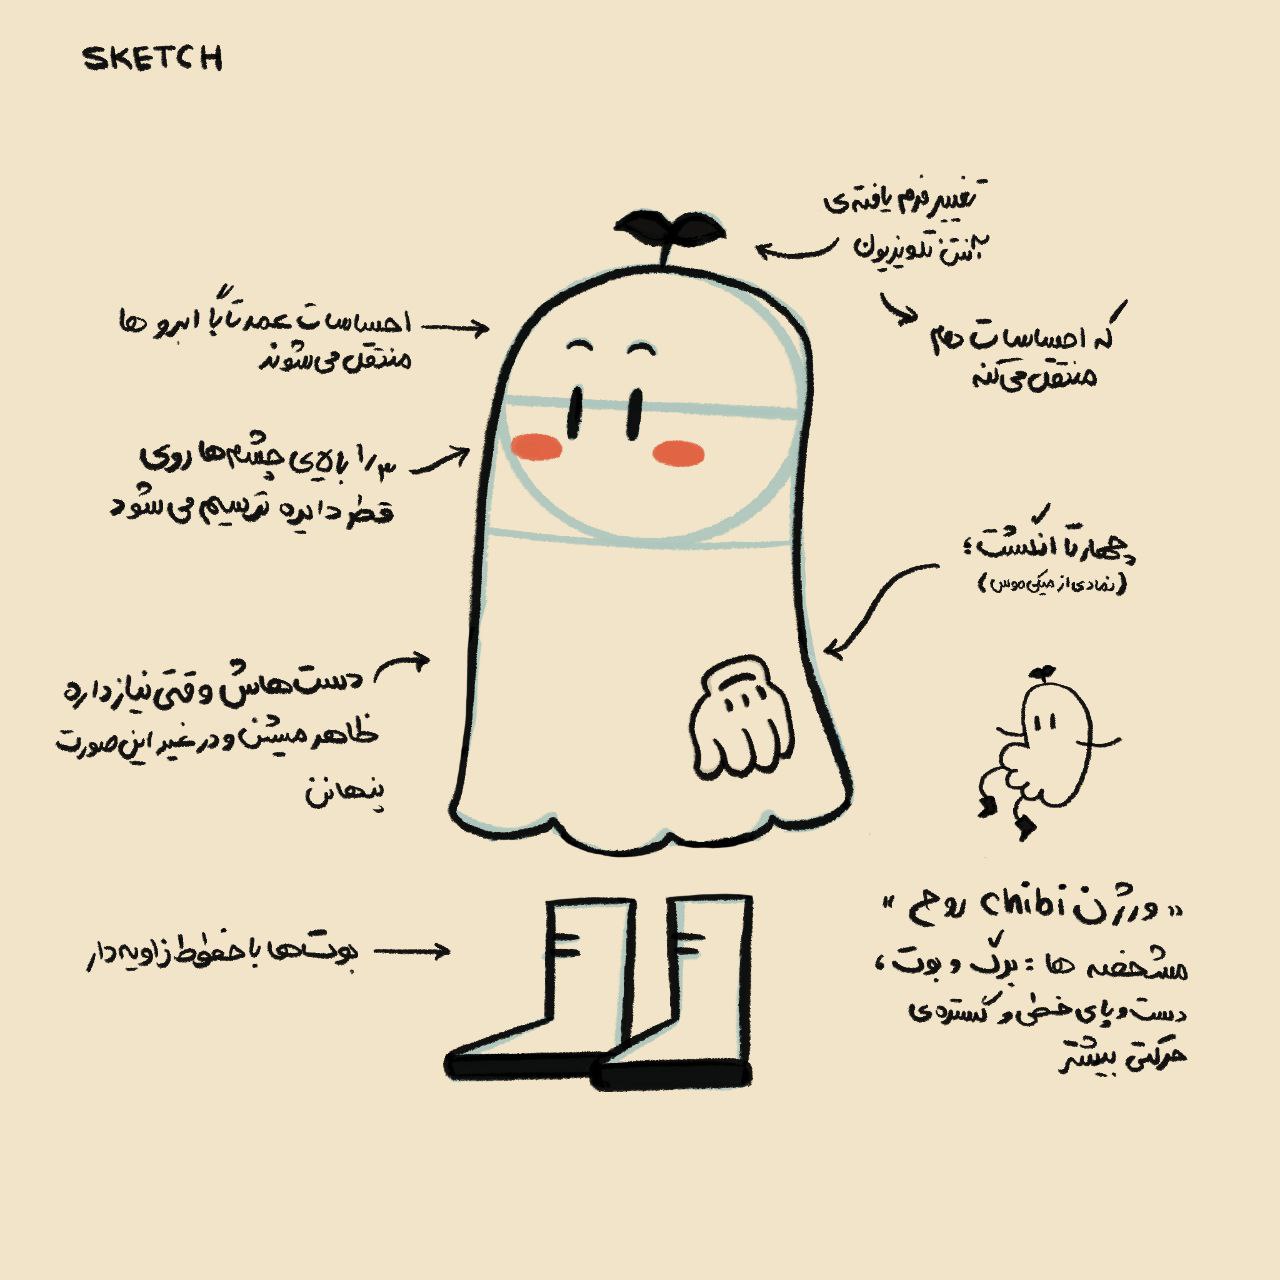 SKETCH
تغییر فرم یافته‌ی
آنتن تلویزیون
که احساسات هم
منتقل می‌کنه
احساسات عمدتاً با ابرو ها
منتقل می‌شوند
۱/۳ بالای چشم‌ها روی
قطر دایره ترسیم می‌شود
چهارتا انگشت؛
(نمادی از میکی موس)
دست‌هاش وقتی نیاز داره
ظاهر میشن و در غیر این صورت
پنهانن
بوت‌ها با خطوط زاویه‌دار
«ورژن chibi روح»
مشخصه ها : برگ و بوت ،
دست و پای خطی و گستره‌ی
حرکتی بیشتر